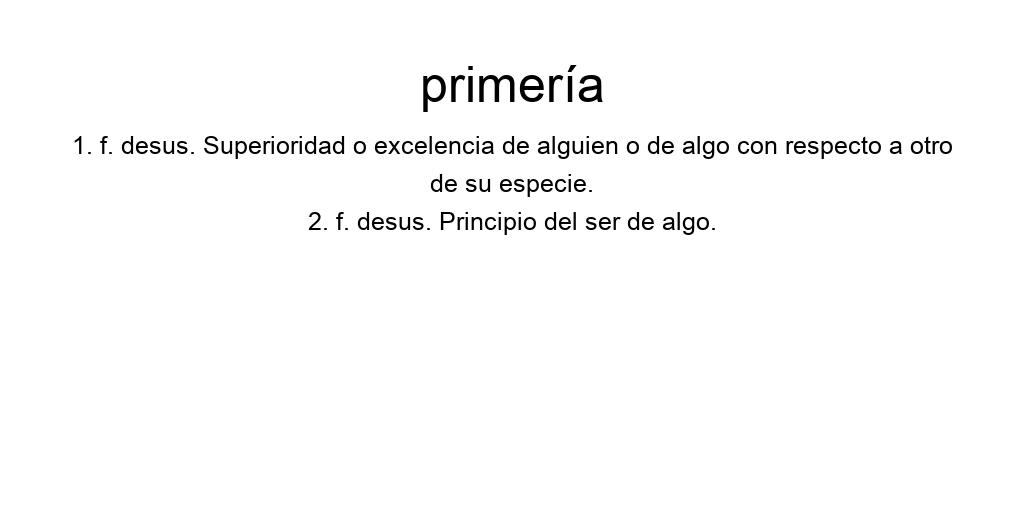 primería
1. f. desus. Superioridad o excelencia de alguien o de algo con respecto a otro
de su especie.
2. f. desus. Principio del ser de algo.